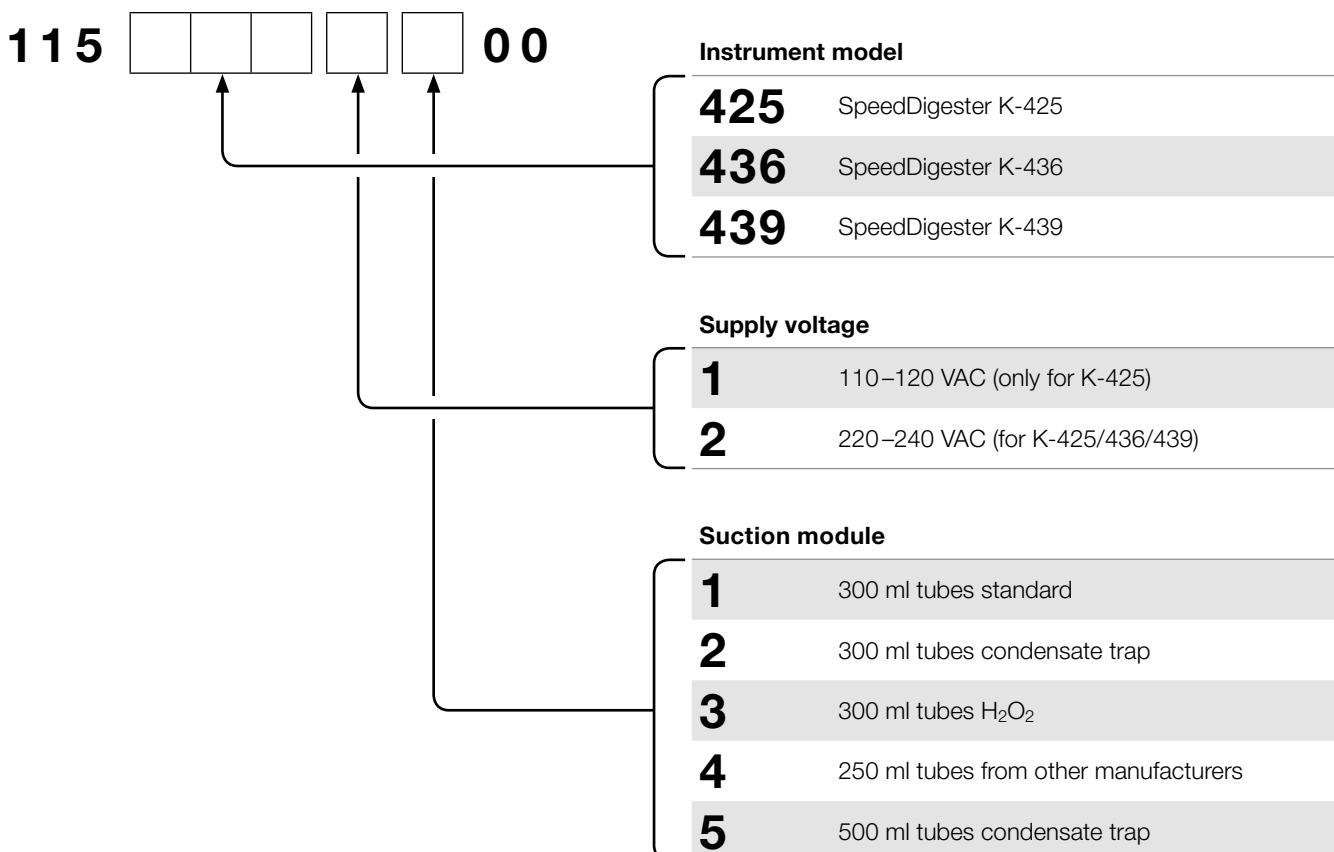 115 00
Instrument model
425 SpeedDigester K-425
436 SpeedDigester K-436
439 SpeedDigester K-439
Supply voltage
1 110–120 VAC (only for K-425)
2 220–240 VAC (for K-425/436/439)
Suction module
1 300 ml tubes standard
2 300 ml tubes condensate trap
3 300 ml tubes H₂O₂
4 250 ml tubes from other manufacturers
5 500 ml tubes condensate trap